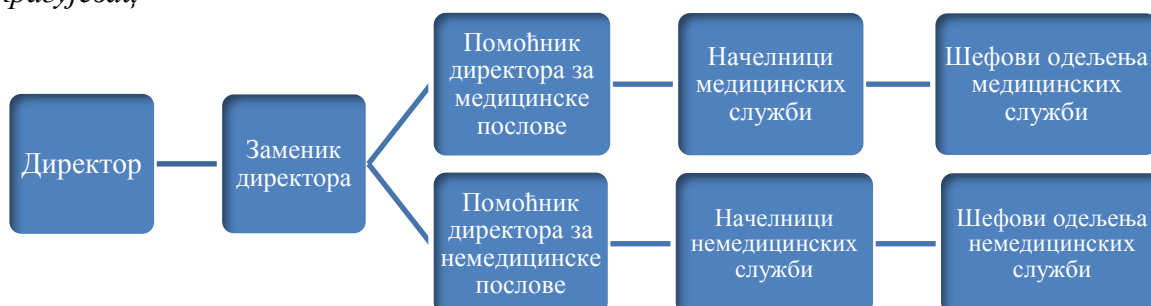 Директор
Заменик
директора
Помоћник
директора за
медицинске
послове
Начелници
медицинских
служби
Шефови одељења
медицинских
служби
Помоћник
директора за
немедицинске
послове
Начелници
немедицинских
служби
Шефови одељења
немедицинских
служби